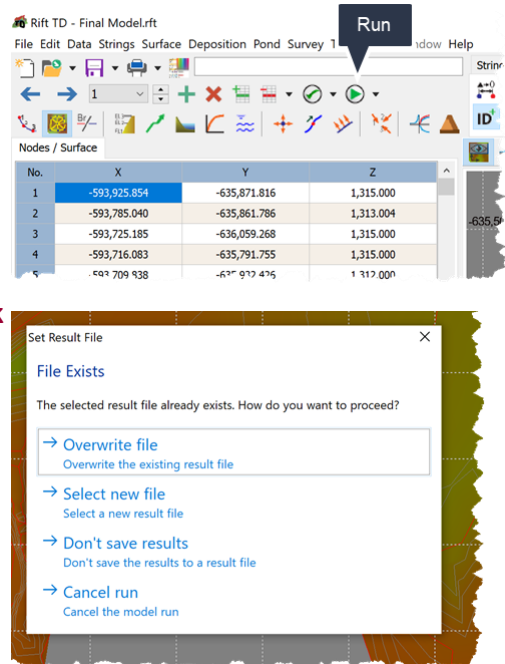 Rift TD - Final Model.rft
Run
File Edit Data Strings Surface Deposition Pond Survey Help
1
ID
Nodes / Surface
No. X Y Z
1 -593,925.854 -635,871.816 1,315.000
2 -593,785.040 -635,861.786 1,313.004
3 -593,725.185 -636,059.268 1,315.000
4 -593,716.083 -635,791.755 1,315.000
Set Result File
File Exists
The selected result file already exists. How do you want to proceed?
Overwrite file
Overwrite the existing result file
Select new file
Select a new result file
Don't save results
Don't save the results to a result file
Cancel run
Cancel the model run